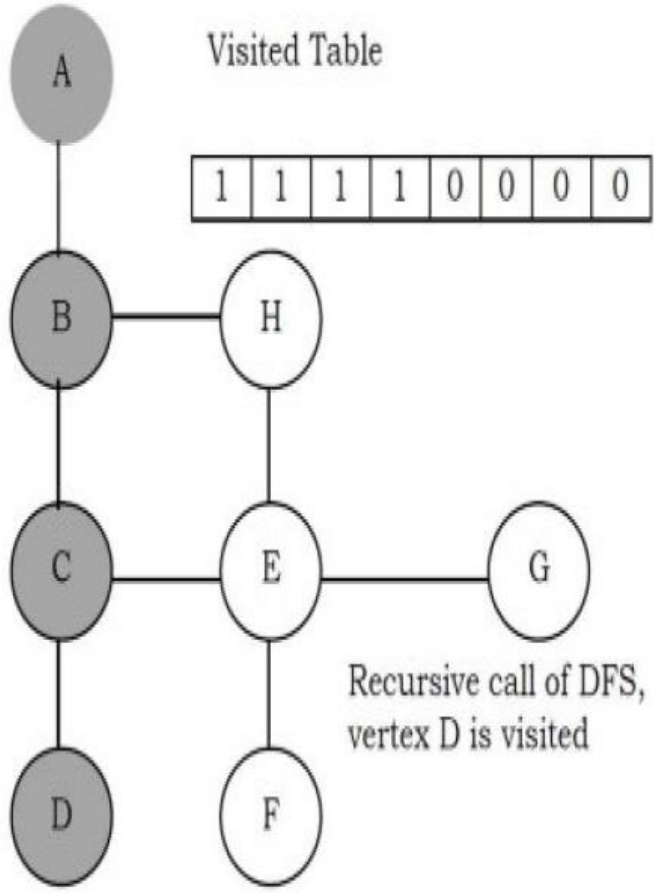 A
Visited Table
1 1 1 1 0 0 0 0
B H
C E G
Recursive call of DFS,
vertex D is visited
D F